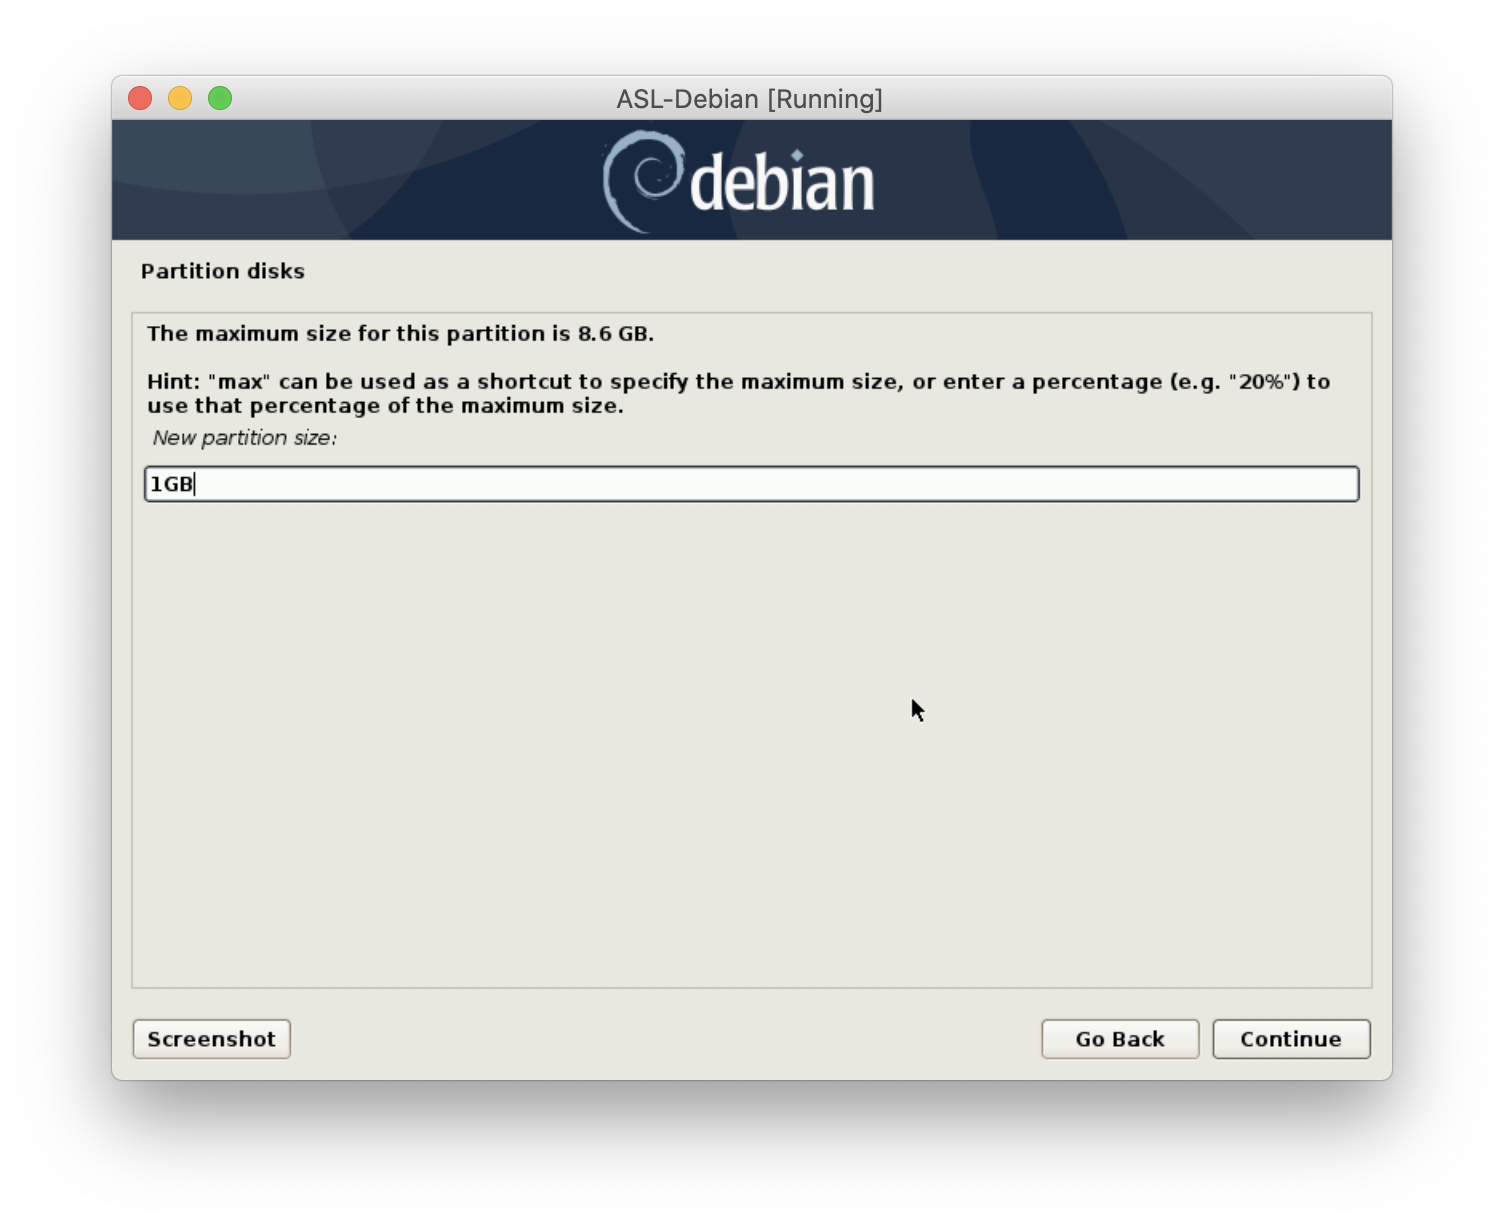 ASL-Debian [Running]
debian
Partition disks
The maximum size for this partition is 8.6 GB.
Hint: "max" can be used as a shortcut to specify the maximum size, or enter a percentage (e.g. "20%") to
use that percentage of the maximum size.
New partition size:
1GB
Screenshot
Go Back
Continue